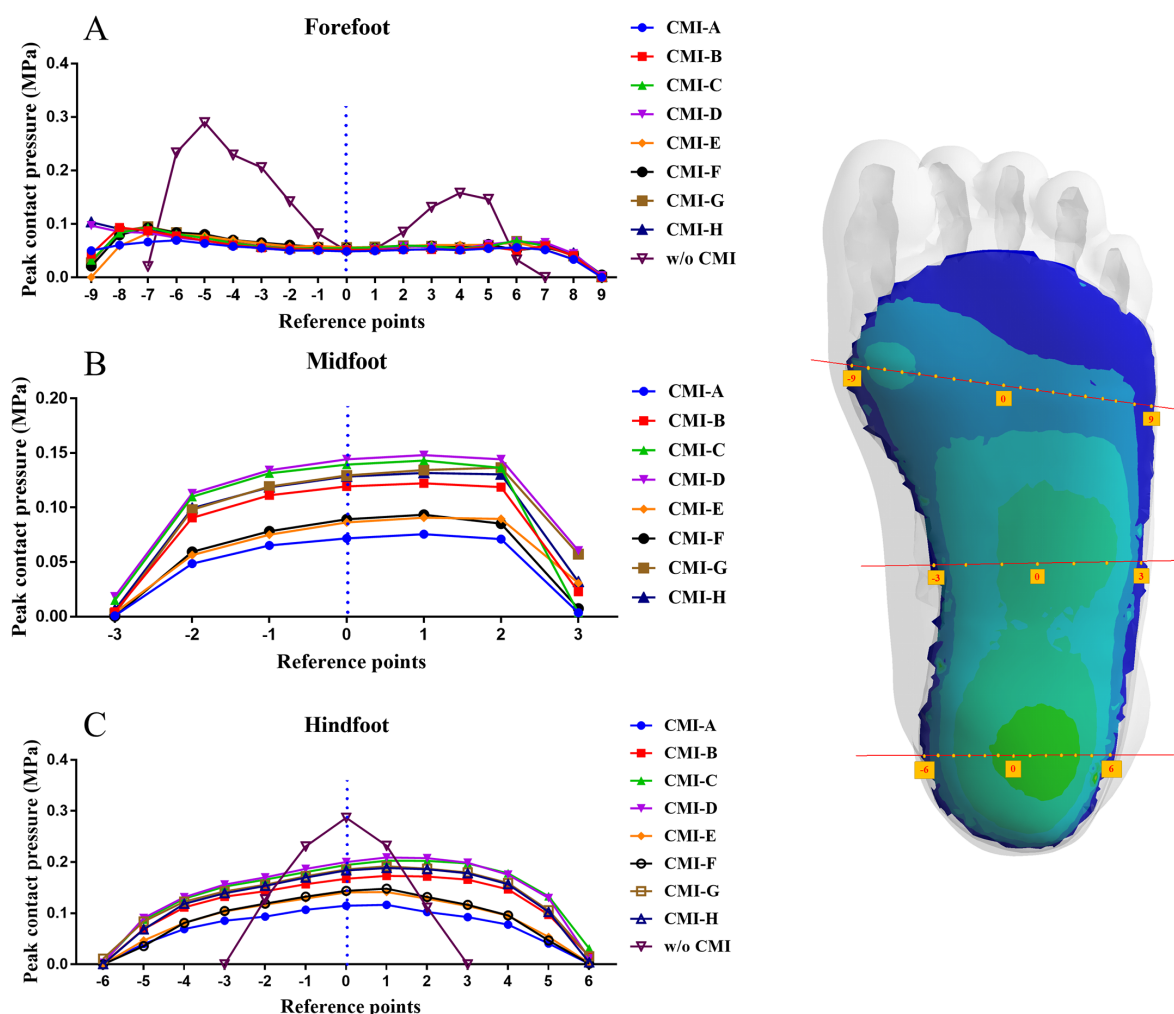 A
Forefoot
Peak contact pressure (MPa)
0.4
0.3
0.2
0.1
0.0
-9 -8 -7 -6 -5 -4 -3 -2 -1 0 1 2 3 4 5 6 7 8 9
Reference points
CMI-A
CMI-B
CMI-C
CMI-D
CMI-E
CMI-F
CMI-G
CMI-H
w/o CMI
B
Midfoot
Peak contact pressure (MPa)
0.20
0.15
0.10
0.05
0.00
-3 -2 -1 0 1 2 3
Reference points
CMI-A
CMI-B
CMI-C
CMI-D
CMI-E
CMI-F
CMI-G
CMI-H
C
Hindfoot
Peak contact pressure (MPa)
0.4
0.3
0.2
0.1
0.0
-6 -5 -4 -3 -2 -1 0 1 2 3 4 5 6
Reference points
CMI-A
CMI-B
CMI-C
CMI-D
CMI-E
CMI-F
CMI-G
CMI-H
w/o CMI
-9 0 9
-3 0 3
-6 0 6